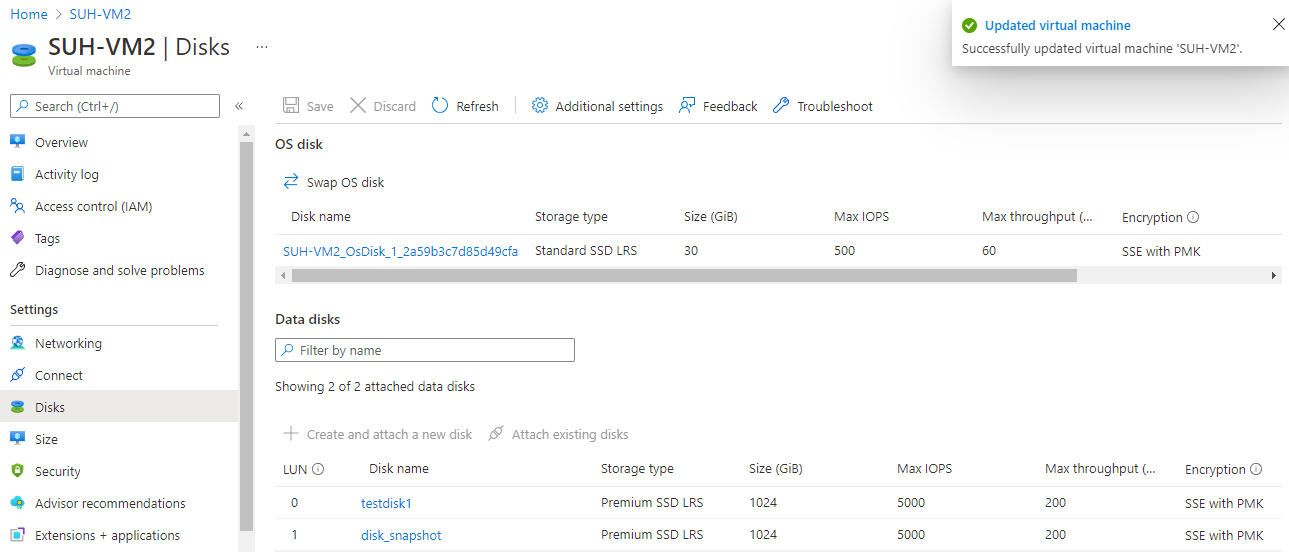 Home > SUH-VM2
SUH-VM2 | Disks ...
Virtual machine
Updated virtual machine
Successfully updated virtual machine 'SUH-VM2'.
Search (Ctrl+/)
«
Overview
Activity log
Access control (IAM)
Tags
Diagnose and solve problems
Settings
Networking
Connect
Disks
Size
Security
Advisor recommendations
Extensions + applications
Save Discard Refresh Additional settings Feedback Troubleshoot
OS disk
Swap OS disk
Disk name Storage type Size (GiB) Max IOPS Max throughput (... Encryption
SUH-VM2_OsDisk_1_2a59b3c7d85d49cfa Standard SSD LRS 30 500 60 SSE with PMK
Data disks
Filter by name
Showing 2 of 2 attached data disks
Create and attach a new disk Attach existing disks
LUN Disk name Storage type Size (GiB) Max IOPS Max throughput (... Encryption
0 testdisk1 Premium SSD LRS 1024 5000 200 SSE with PMK
1 disk_snapshot Premium SSD LRS 1024 5000 200 SSE with PMK